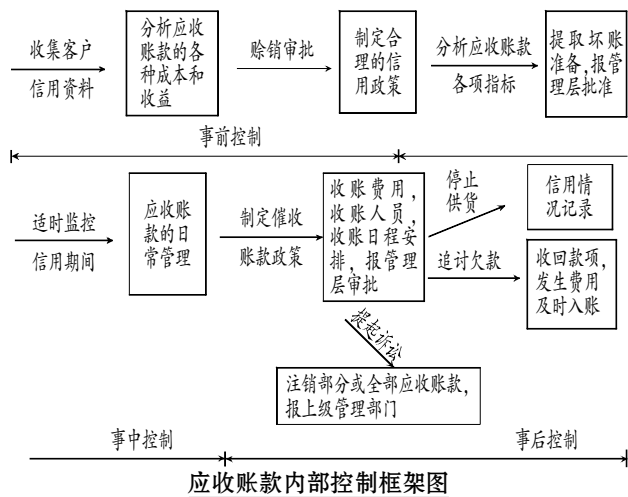 收集客户
信用资料
分析应收
账款的各
种成本和
收益
赊销审批
制定合
理的信
用政策
分析应收账款
各项指标
提取坏账
准备,报管
理层批准
事前控制
适时监控
信用期间
应收账
款的日
常管理
制定催收
账款政策
收账费用,
收账人员,
收账日程安
排,报管理
层审批
停止
供货
信用情
况记录
追讨欠款
收回款项,
发生费用
及时入账
提起诉讼
注销部分或全部应收账款,
报上级管理部门
事中控制
事后控制
应收账款内部控制框架图